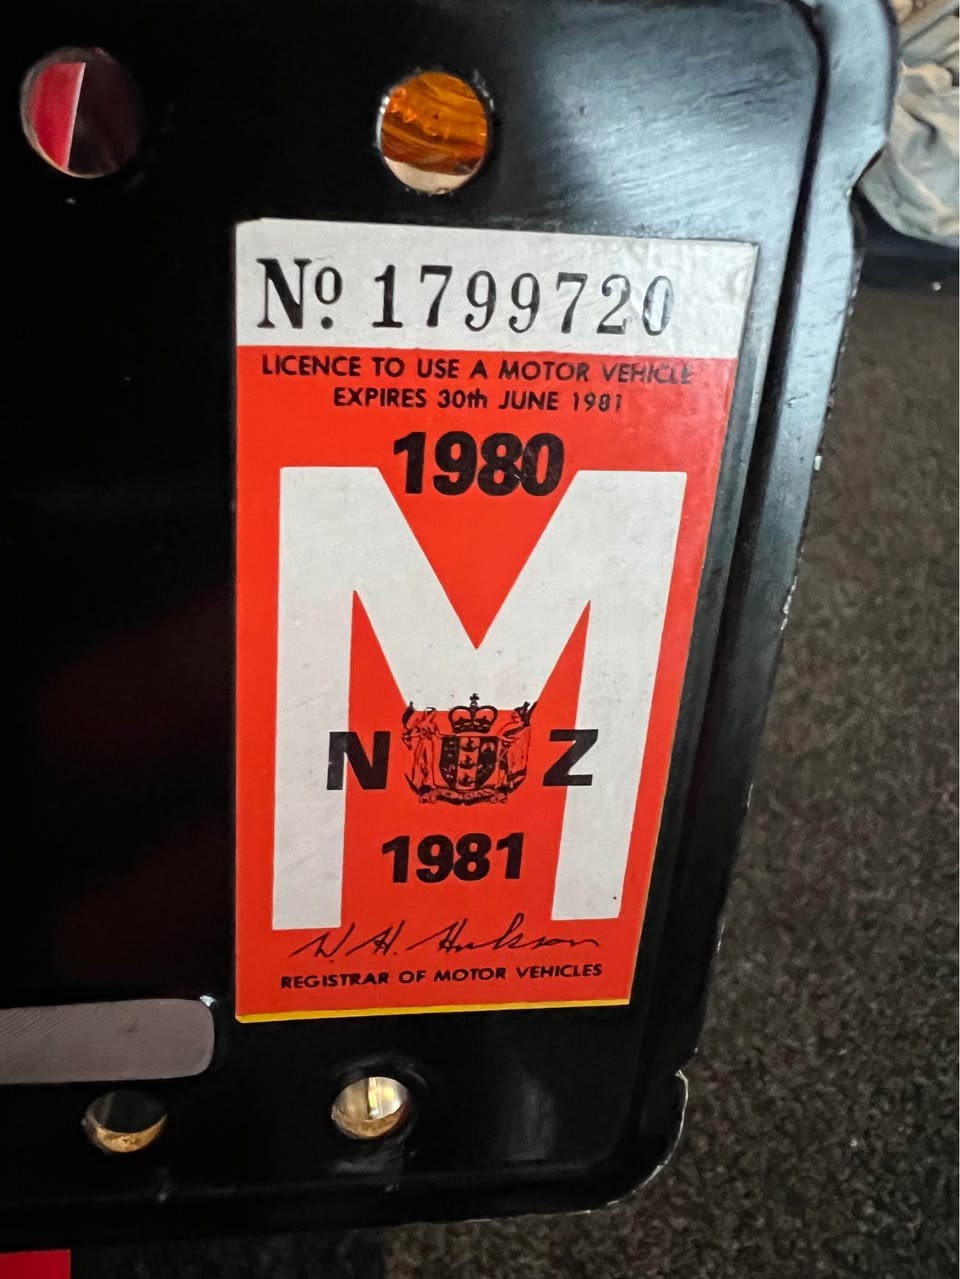 Nº 1799720
LICENCE TO USE A MOTOR VEHICLE
EXPIRES 30th JUNE 1981
1980
M
N Z
1981
REGISTRAR OF MOTOR VEHICLES